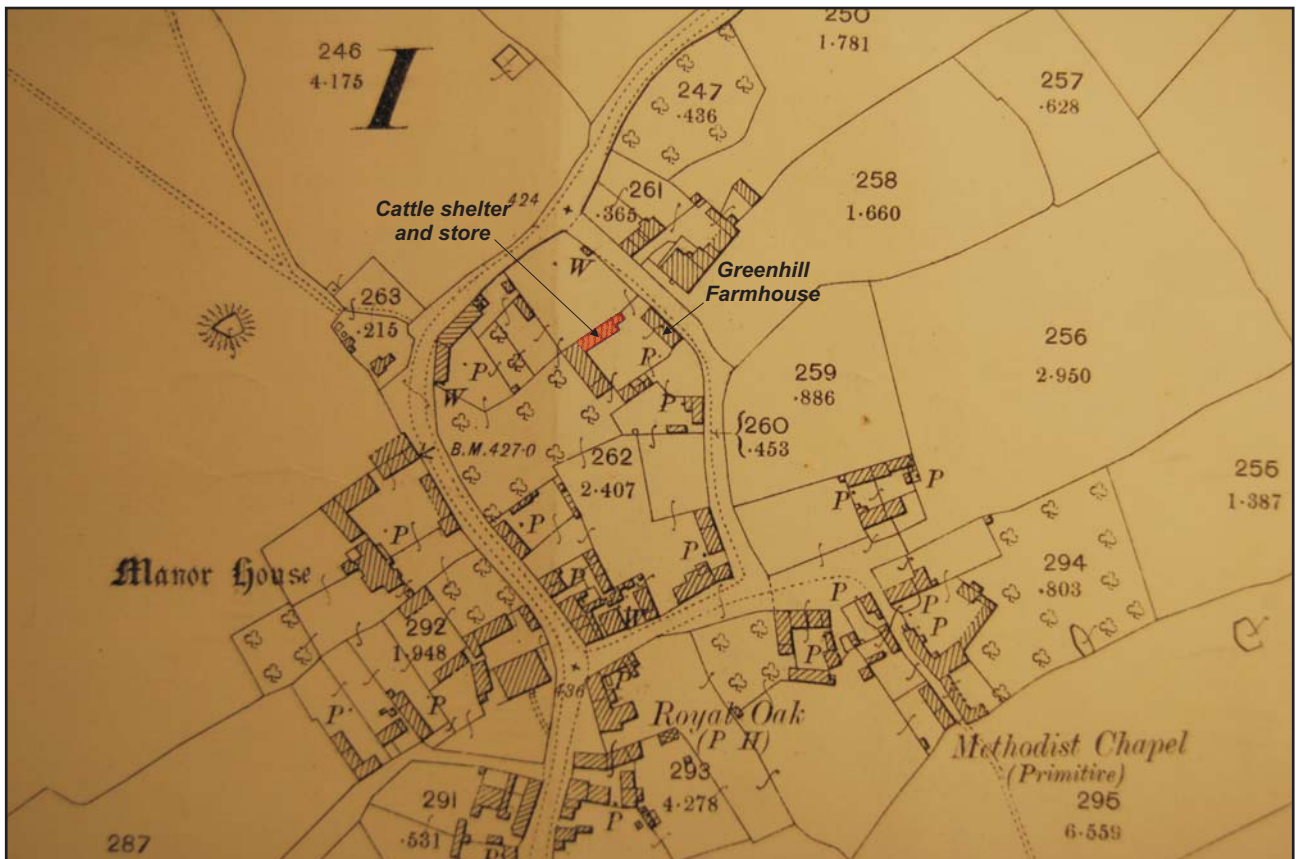 250
1·781
246
4·175
I
257
·628
247
·436
258
1·660
261
·365
424
Cattle shelter
and store
W
Greenhill
Farmhouse
263
·215
P
P
W
256
2·950
259
·886
P
260
·453
B.M. 427·0
262
2·407
255
1·387
P
P
P
P
P
294
·803
Manor House
P
W
P
P
P
P
292
1·948
P
436
P
P
Royal Oak
(P H)
Methodist Chapel
(Primitive)
293
4·278
295
6·559
291
·531
P
P
287